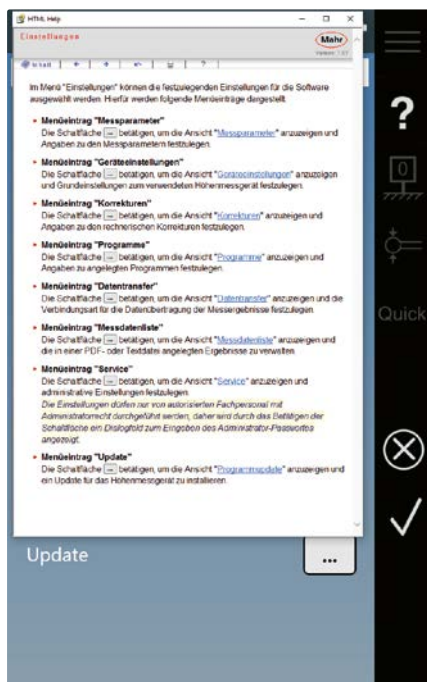 HTML Help
Einstellungen
Mahr
Im Menü "Einstellungen" können die festzulegenden Einstellungen für die Software
ausgewählt werden. Hierfür werden folgende Menüeinträge dargestellt.
Menüeintrag "Messparameter"
Die Schaltfläche ... betätigen, um die Ansicht "Messparameter" anzuzeigen und
Angaben zu den Messparametern festzulegen.
Menüeintrag "Geräteeinstellungen"
Die Schaltfläche ... betätigen, um die Ansicht "Geräteeinstellungen" anzuzeigen
und Grundeinstellungen zum verwendeten Höhenmessgerät festzulegen.
Menüeintrag "Korrekturen"
Die Schaltfläche ... betätigen, um die Ansicht "Korrekturen" anzuzeigen und
Angaben zu den rechnerischen Korrekturen festzulegen.
Menüeintrag "Programme"
Die Schaltfläche ... betätigen, um die Ansicht "Programme" anzuzeigen und
Angaben zu angelegten Programmen festzulegen.
Menüeintrag "Datentransfer"
Die Schaltfläche ... betätigen, um die Ansicht "Datentransfer" anzuzeigen und die
Verbindungsart für die Datenübertragung der Messergebnisse festzulegen.
Menüeintrag "Messdatenliste"
Die Schaltfläche ... betätigen, um die Ansicht "Messdatenliste" anzuzeigen und
die in einer PDF- oder Textdatei angelegten Ergebnisse zu verwalten.
Menüeintrag "Service"
Die Schaltfläche ... betätigen, um die Ansicht "Service" anzuzeigen und
administrative Einstellungen festzulegen.
Die Einstellungen dürfen nur von autorisierten Fachpersonal mit
Administratorrecht durchgeführt werden, daher wird durch das Betätigen der
Schaltfläche ein Dialogfeld zum Eingeben des Administrator-Passwortes
angezeigt.
Menüeintrag "Update"
Die Schaltfläche ... betätigen, um die Ansicht "Programmupdate" anzuzeigen und
ein Update für das Höhenmessgerät zu installieren.
Update
...
?
0
Quick